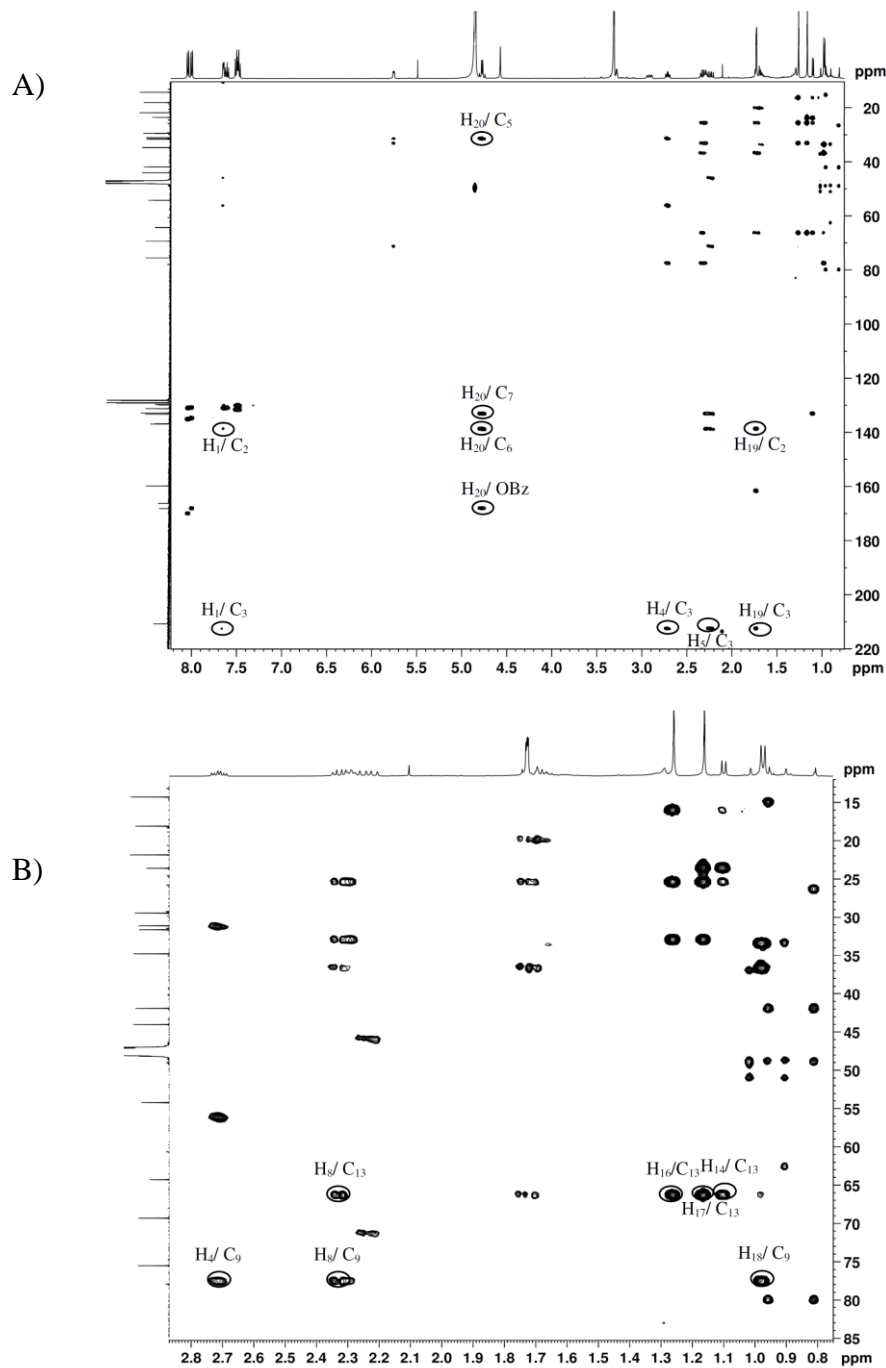 A)
ppm
20
40
60
80
100
120
140
160
180
200
220
H20/ C5
H20/ C7
H1/ C2
H20/ C6
H19/ C2
H20/ OBz
H1/ C3
H4/ C3
H19/ C3
H5/ C3
8.0 7.5 7.0 6.5 6.0 5.5 5.0 4.5 4.0 3.5 3.0 2.5 2.0 1.5 1.0 ppm
B)
ppm
15
20
25
30
35
40
45
50
55
60
65
70
75
80
85
H8/ C13
H16/C13
H14/ C13
H17/ C13
H4/ C9
H8/ C9
H18/ C9
2.8 2.7 2.6 2.5 2.4 2.3 2.2 2.1 2.0 1.9 1.8 1.7 1.6 1.5 1.4 1.3 1.2 1.1 1.0 0.9 0.8 ppm